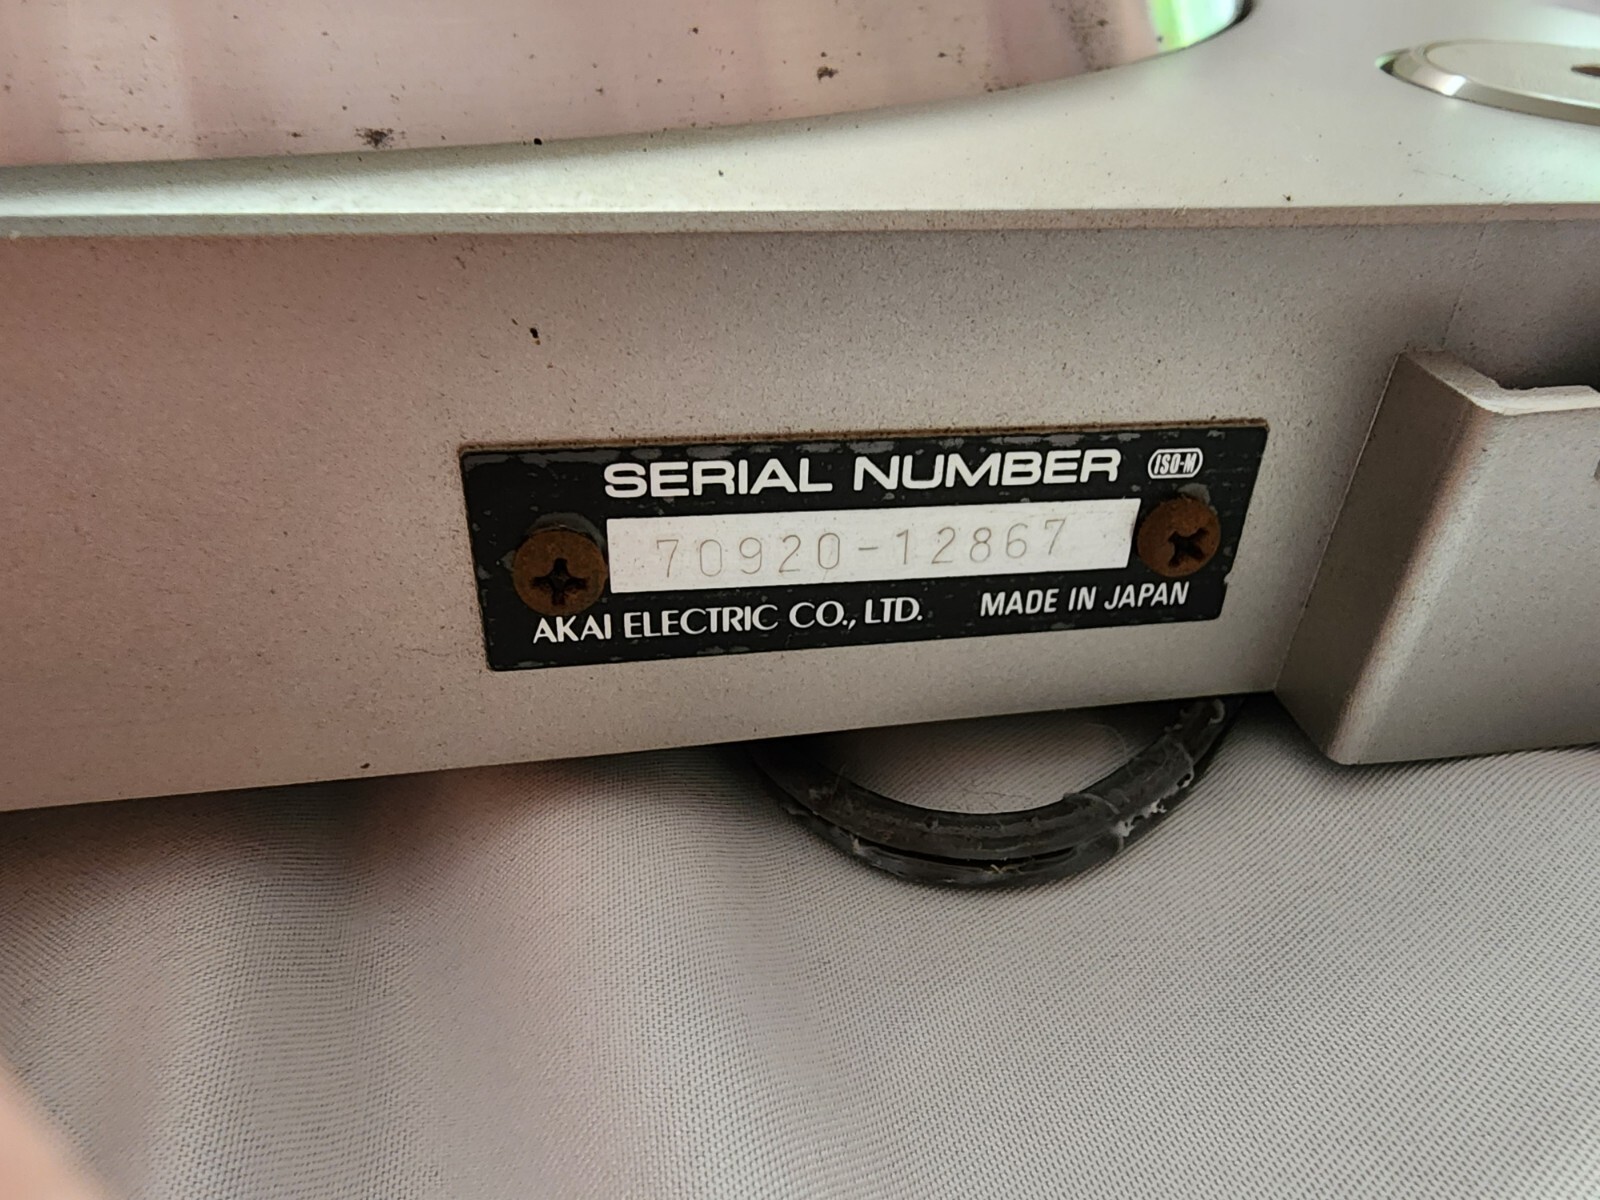 SERIAL NUMBER ISO-M
70920-12867
AKAI ELECTRIC CO., LTD. MADE IN JAPAN